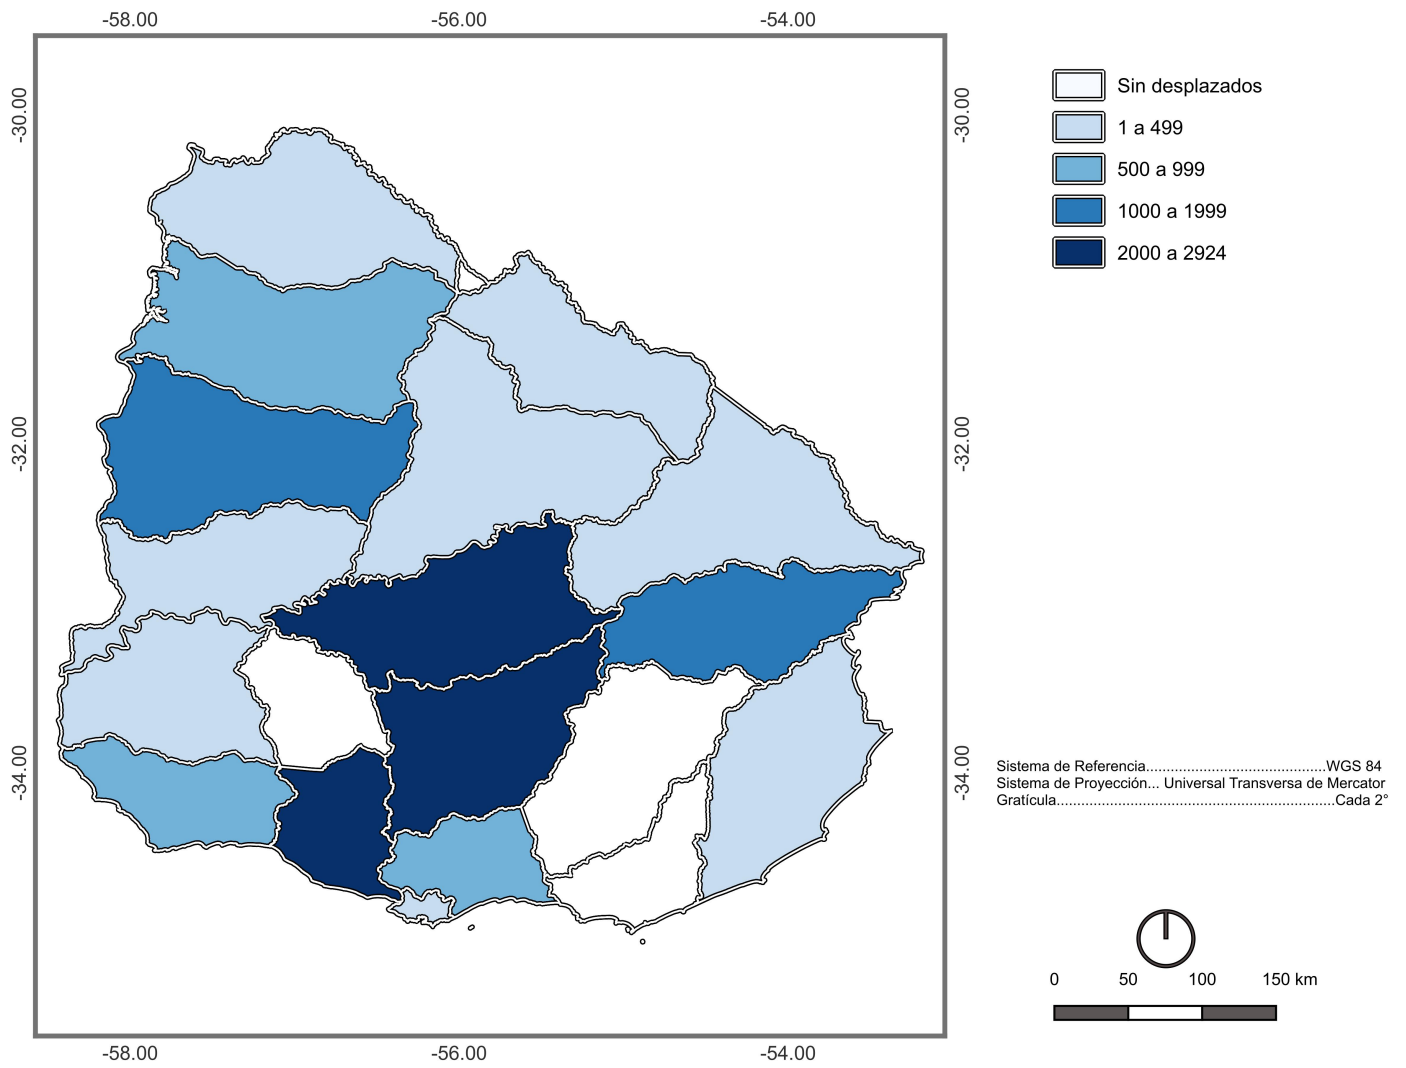 -58.00 -56.00 -54.00
-30.00 -30.00
Sin desplazados
1 a 499
500 a 999
1000 a 1999
2000 a 2924
-32.00 -32.00
-34.00 -34.00
Sistema de Referencia...........................................WGS 84
Sistema de Proyección... Universal Transversa de Mercator
Gratícula...................................................................Cada 2°
0 50 100 150 km
-58.00 -56.00 -54.00